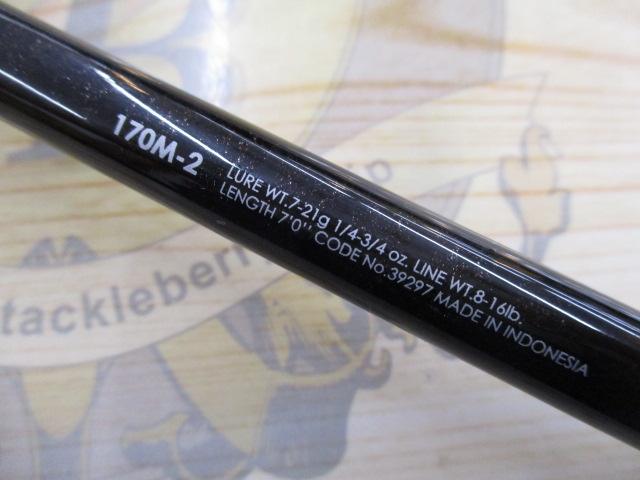 170M-2
LURE WT.7-21g 1/4-3/4 oz. LINE WT.8-16lb.
LENGTH 7'0'' CODE No.39297 MADE IN INDONESIA
tackleberr